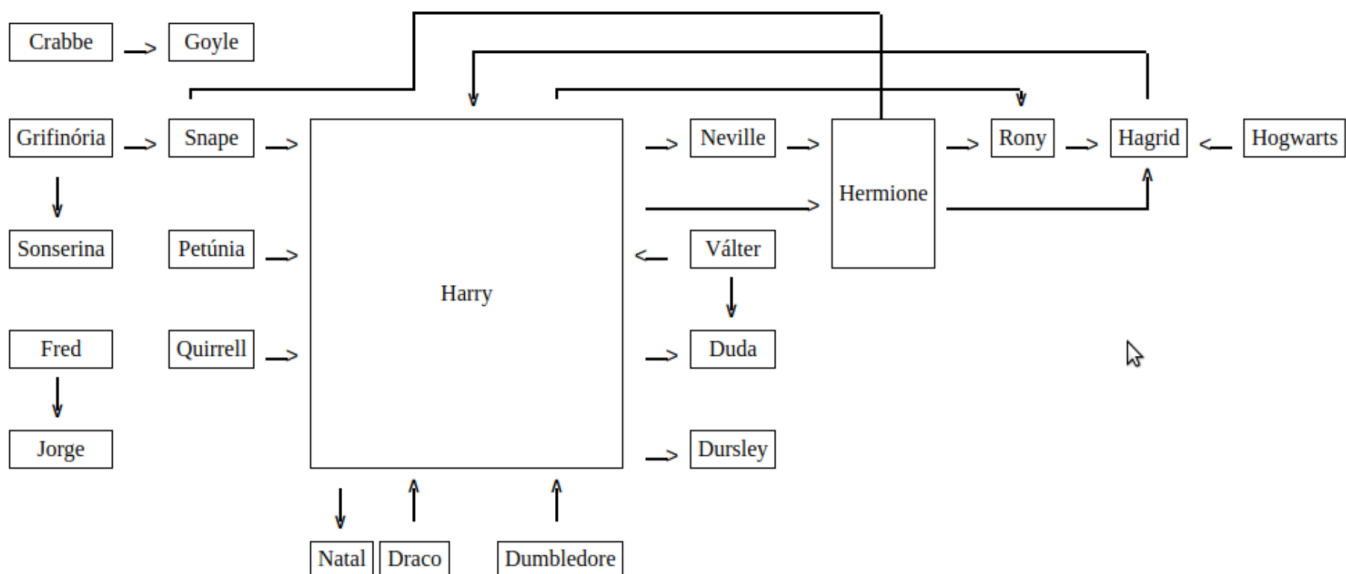 Crabbe
Goyle
Grifinória
Snape
Neville
Rony
Hagrid
Hogwarts
Hermione
Sonserina
Petúnia
Válter
Harry
Fred
Quirrell
Duda
Jorge
Dursley
Natal
Draco
Dumbledore